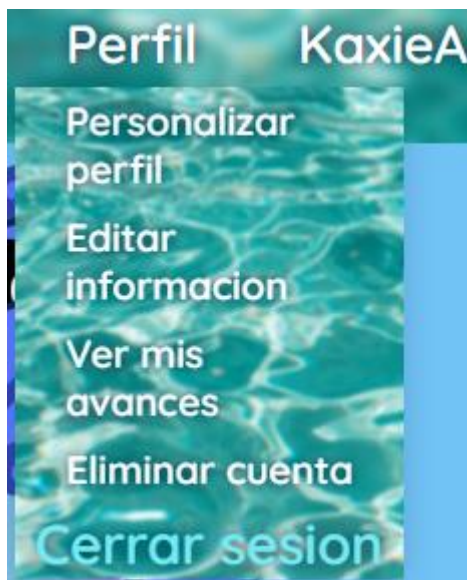 Perfil KaxieA
Personalizar
perfil
Editar
informacion
Ver mis
avances
Eliminar cuenta
Cerrar sesion